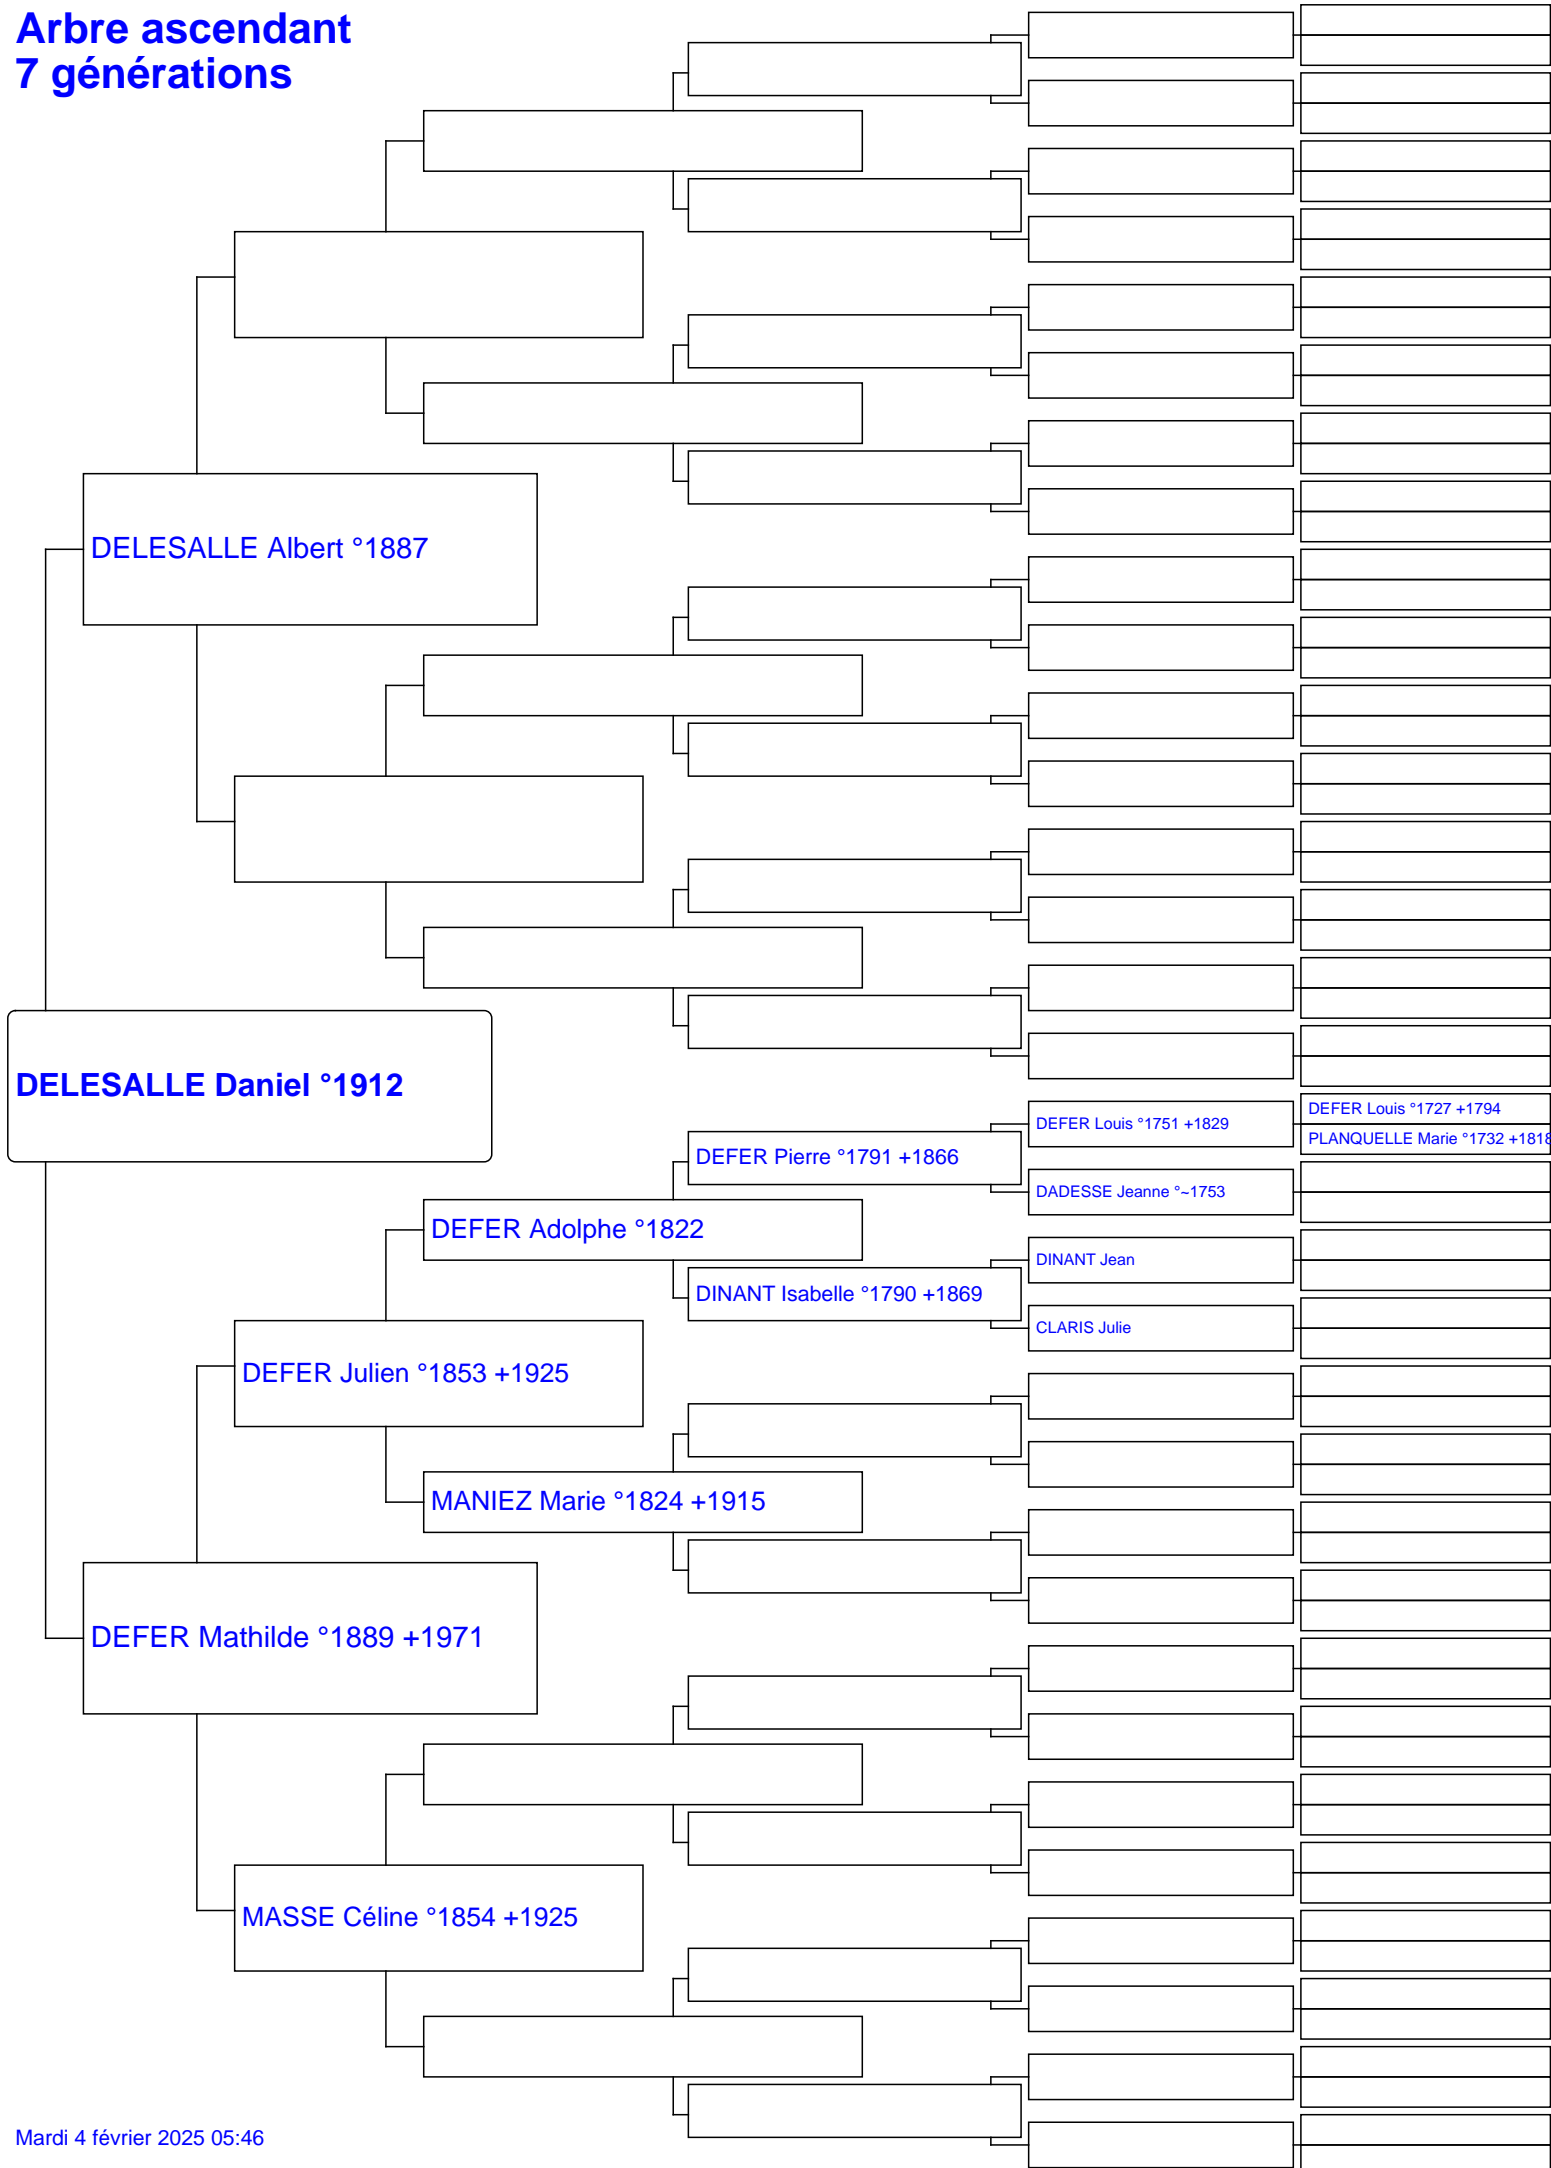 Arbre ascendant
7 générations
DELESALLE Albert °1887
DELESALLE Daniel °1912
DEFER Louis °1727 +1794
DEFER Louis °1751 +1829
PLANQUELLE Marie °1732 +1818
DEFER Pierre °1791 +1866
DADESSE Jeanne °~1753
DEFER Adolphe °1822
DINANT Jean
DINANT Isabelle °1790 +1869
CLARIS Julie
DEFER Julien °1853 +1925
MANIEZ Marie °1824 +1915
DEFER Mathilde °1889 +1971
MASSE Céline °1854 +1925
Mardi 4 février 2025 05:46